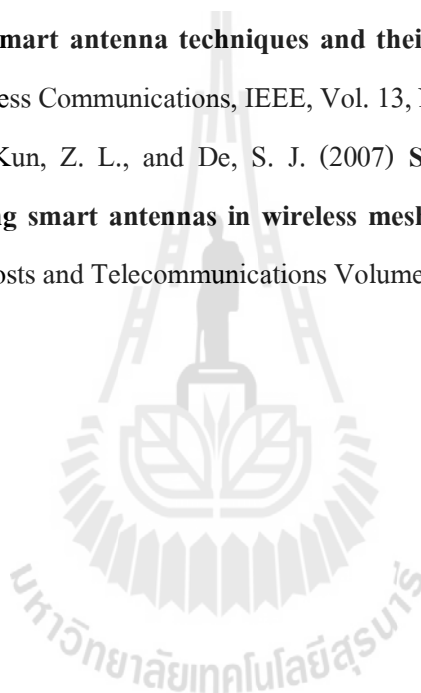 smart antenna techniques and thei
ess Communications, IEEE, Vol. 13,
Kun, Z. L., and De, S. J. (2007) S
ng smart antennas in wireless mesl
osts and Telecommunications Volume
มหาวิทยาลัยเทคโนโลยีสุรนารี